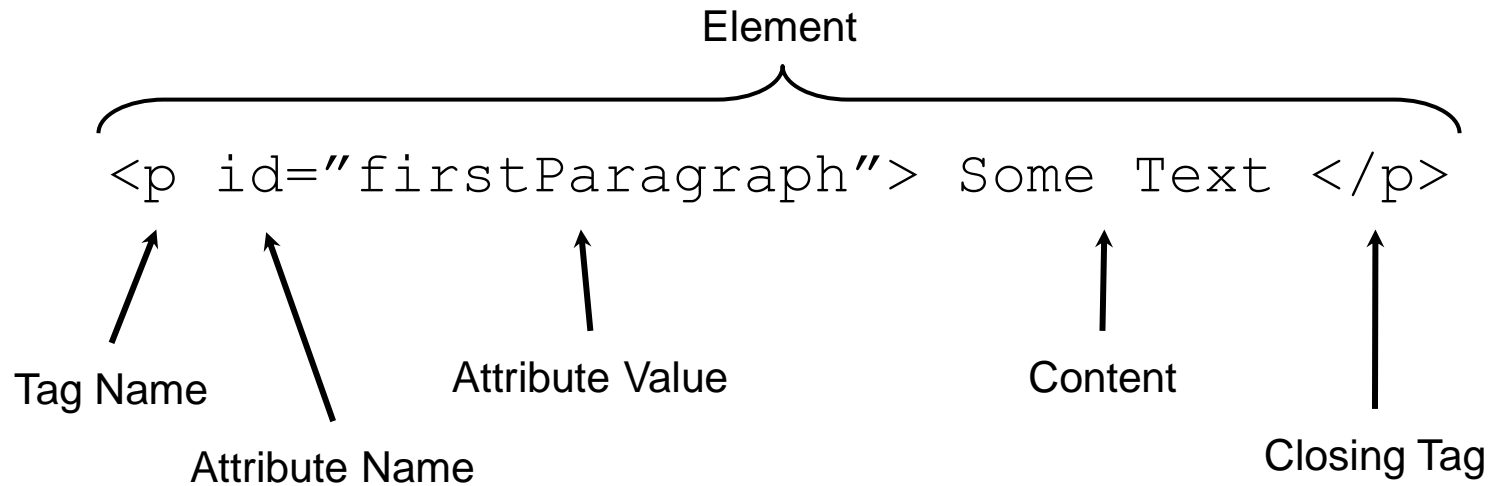 Element
<p id=”firstParagraph”> Some Text </p>
Tag Name
Attribute Value
Content
Attribute Name
Closing Tag